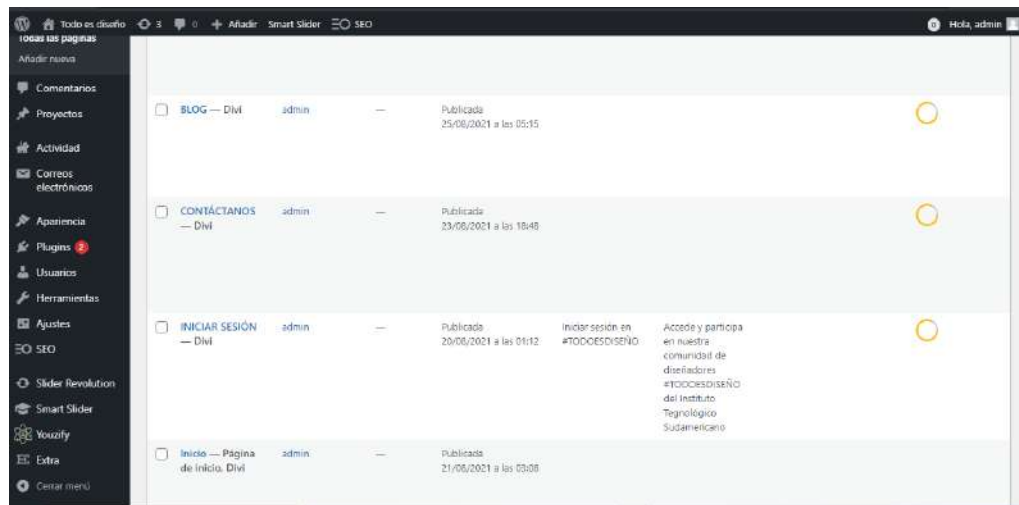 Todo es diseño 3 0 + Añadir Smart Slider SEO 0 Hola, admin
Todas las páginas
Añadir nueva
Comentarios
Proyectos
Actividad
Correos
electrónicos
Apariencia
Plugins 2
Usuarios
Herramientas
Ajustes
SEO
Slider Revolution
Smart Slider
Youzify
Extra
Cerrar menú
BLOG — Divi admin — Publicada
25/08/2021 a las 05:15
CONTÁCTANOS admin — Publicada
— Divi 23/08/2021 a las 18:48
INICIAR SESIÓN admin — Publicada Iniciar sesión en Accede y participa
— Divi 20/08/2021 a las 01:12 #TODOESDISEÑO en nuestra
comunidad de
diseñadores
#TODOESDISEÑO
del Instituto
Tegnológico
Sudamericano
Inicio — Página admin — Publicada
de inicio, Divi 21/08/2021 a las 03:08